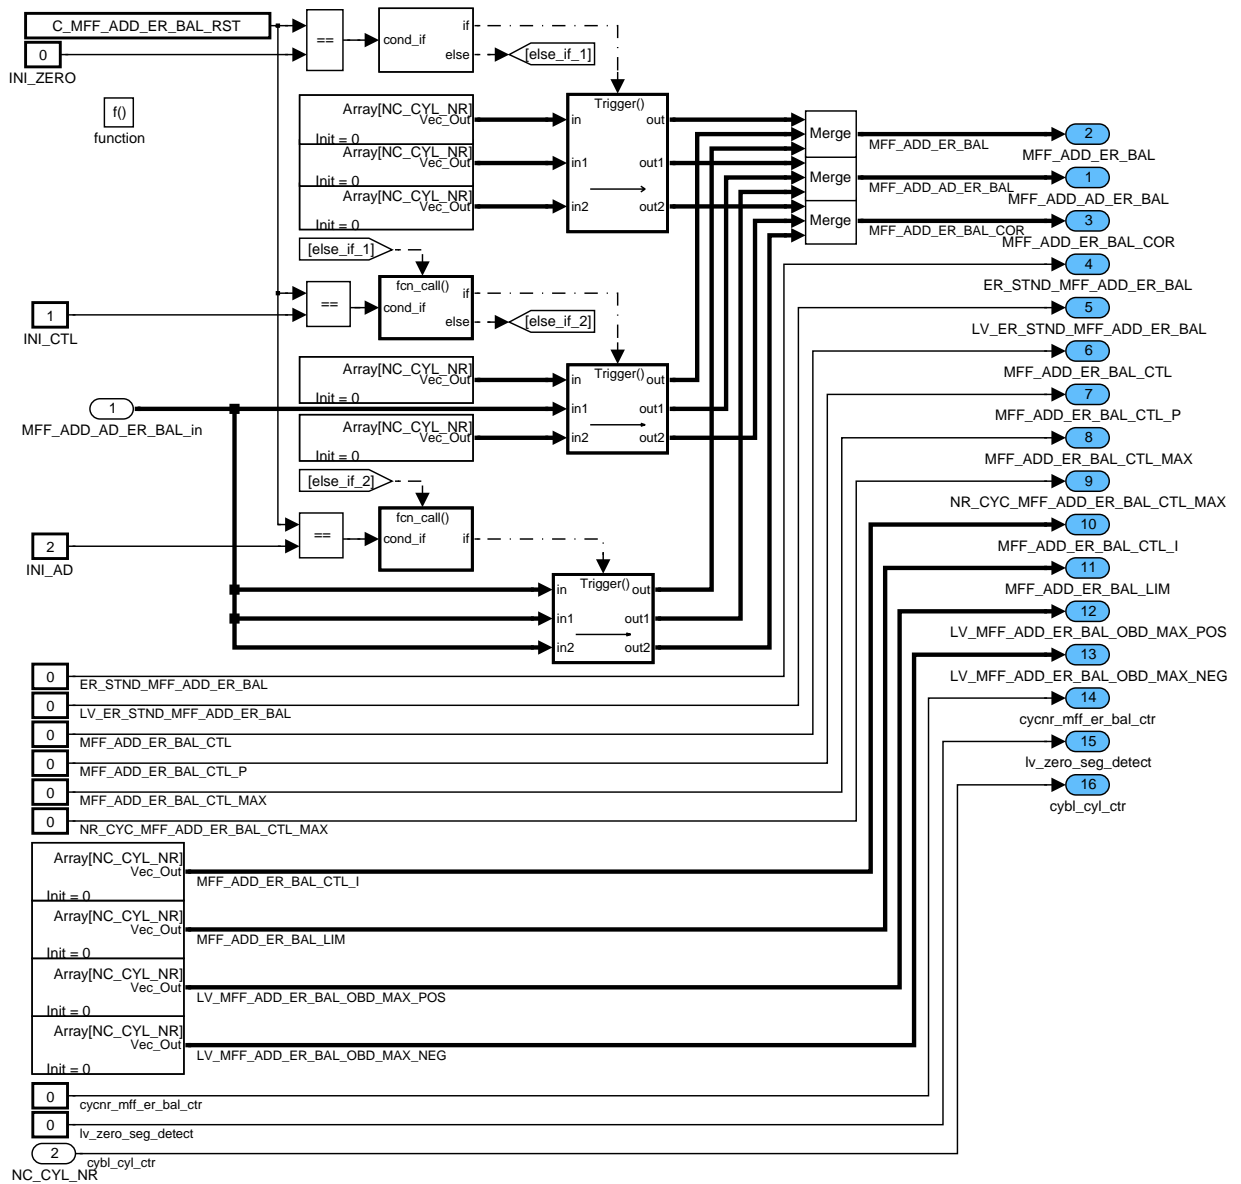 C_MFF_ADD_ER_BAL_RST
0
INI_ZERO
f()
function
==
cond_if
if
else
[else_if_1]
Array[NC_CYL_NR]
Vec_Out
Init = 0
Array[NC_CYL_NR]
Vec_Out
Init = 0
Array[NC_CYL_NR]
Vec_Out
Init = 0
Trigger()
in
out
in1
out1
in2
out2
Merge
MFF_ADD_ER_BAL
Merge
MFF_ADD_AD_ER_BAL
Merge
MFF_ADD_ER_BAL_COR
2
MFF_ADD_ER_BAL
1
MFF_ADD_AD_ER_BAL
3
MFF_ADD_ER_BAL_COR
4
ER_STND_MFF_ADD_ER_BAL
5
LV_ER_STND_MFF_ADD_ER_BAL
6
MFF_ADD_ER_BAL_CTL
7
MFF_ADD_ER_BAL_CTL_P
8
MFF_ADD_ER_BAL_CTL_MAX
9
NR_CYC_MFF_ADD_ER_BAL_CTL_MAX
10
MFF_ADD_ER_BAL_CTL_I
11
MFF_ADD_ER_BAL_LIM
12
LV_MFF_ADD_ER_BAL_OBD_MAX_POS
13
LV_MFF_ADD_ER_BAL_OBD_MAX_NEG
14
cycnr_mff_er_bal_ctr
15
lv_zero_seg_detect
16
cybl_cyl_ctr
[else_if_1]
1
INI_CTL
==
fcn_call()
cond_if
if
else
[else_if_2]
Array[NC_CYL_NR]
Vec_Out
Init = 0
1
MFF_ADD_AD_ER_BAL_in
Array[NC_CYL_NR]
Vec_Out
Init = 0
Trigger()
in
out
in1
out1
in2
out2
[else_if_2]
2
INI_AD
==
fcn_call()
cond_if
if
Trigger()
in
out
in1
out1
in2
out2
0
ER_STND_MFF_ADD_ER_BAL
0
LV_ER_STND_MFF_ADD_ER_BAL
0
MFF_ADD_ER_BAL_CTL
0
MFF_ADD_ER_BAL_CTL_P
0
MFF_ADD_ER_BAL_CTL_MAX
0
NR_CYC_MFF_ADD_ER_BAL_CTL_MAX
Array[NC_CYL_NR]
Vec_Out
Init = 0
MFF_ADD_ER_BAL_CTL_I
Array[NC_CYL_NR]
Vec_Out
Init = 0
MFF_ADD_ER_BAL_LIM
Array[NC_CYL_NR]
Vec_Out
Init = 0
LV_MFF_ADD_ER_BAL_OBD_MAX_POS
Array[NC_CYL_NR]
Vec_Out
Init = 0
LV_MFF_ADD_ER_BAL_OBD_MAX_NEG
0
cycnr_mff_er_bal_ctr
0
lv_zero_seg_detect
2
cybl_cyl_ctr
NC_CYL_NR